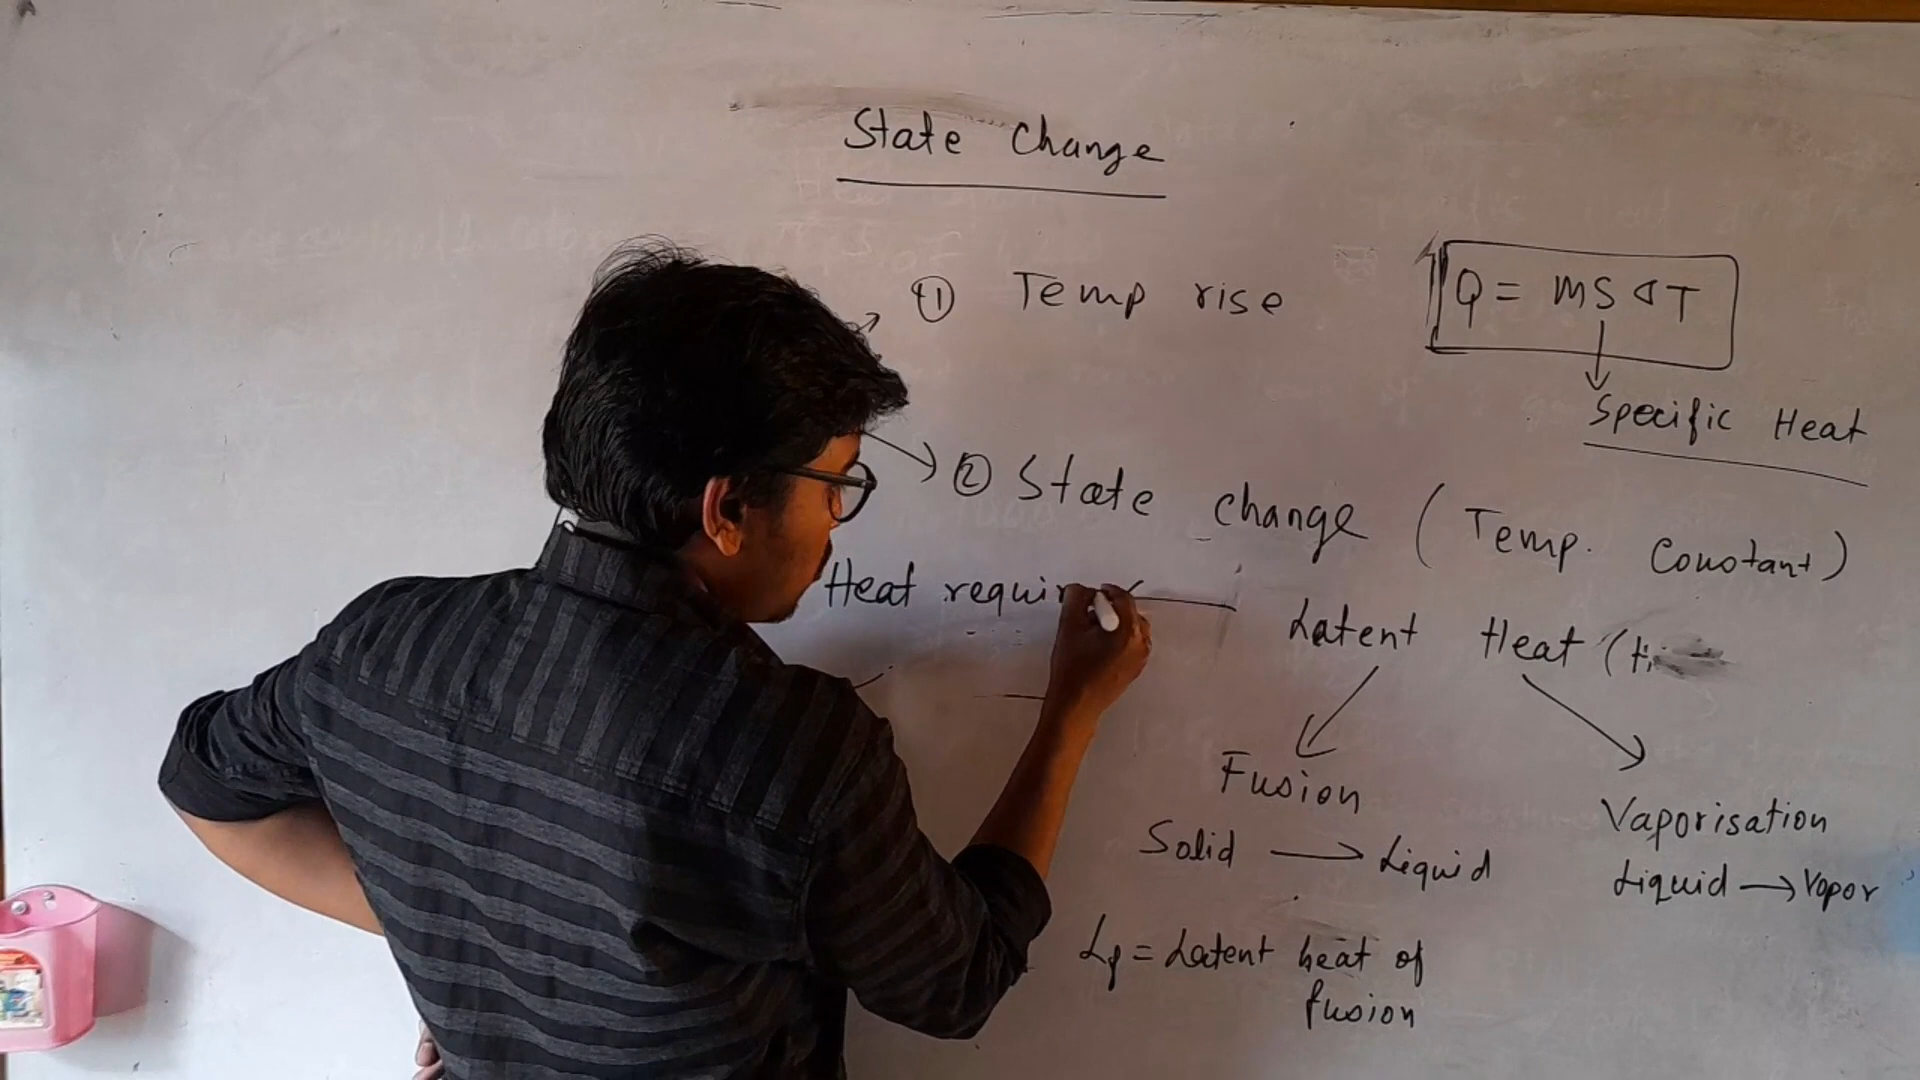 State Change
① Temp rise
Q = ms∆T
Specific Heat
② State change (Temp. Constant)
Heat requir
Latent Heat (
Fusion
Solid → Liquid
Vaporisation
Liquid → Vapor
Lf = Latent heat of
fusion